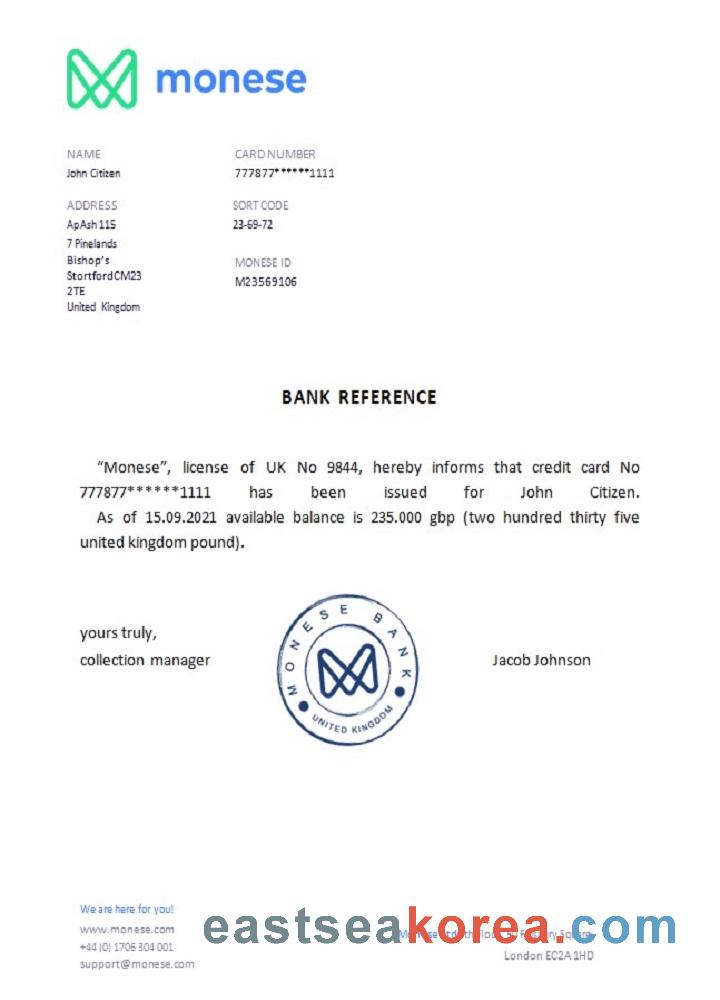 monese
NAME
John Citizen
CARD NUMBER
777877******1111
ADDRESS
ApAsh 115
7 Pinelands
Bishop's
Stortford CM23
2TE
United Kingdom
SORT CODE
23-69-72
MONESE ID
M23569106
BANK REFERENCE
“Monese”, license of UK No 9844, hereby informs that credit card No
777877******1111 has been issued for John Citizen.
As of 15.09.2021 available balance is 235.000 gbp (two hundred thirty five
united kingdom pound).
yours truly,
collection manager
MONESE BANK
UNITED KINGDOM
Jacob Johnson
We are here for you!
www.monese.com
+44 (0) 1706 304 001
support@monese.com
eastseakorea.com
London EC2A 1HD